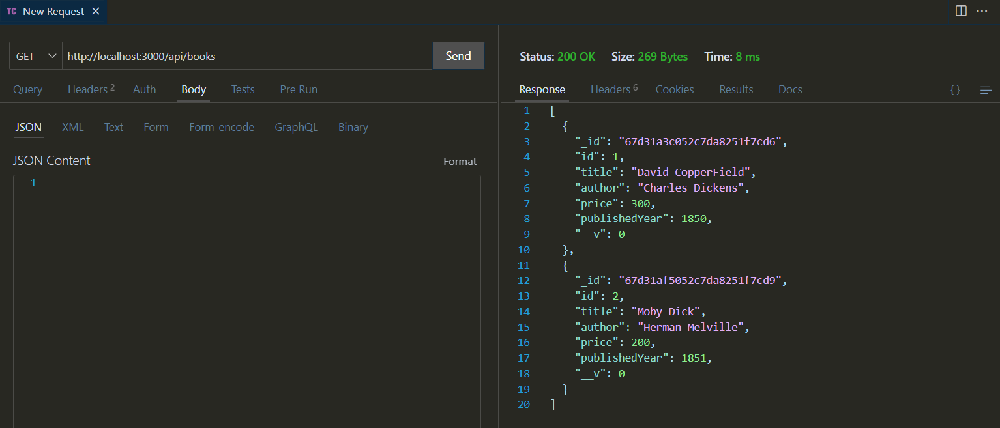 TC New Request
GET http://localhost:3000/api/books Send
Query Headers 2 Auth Body Tests Pre Run
JSON XML Text Form Form-encode GraphQL Binary
JSON Content Format
1
Status: 200 OK Size: 269 Bytes Time: 8 ms
Response Headers 6 Cookies Results Docs { }
1 [
2 {
3 "_id": "67d31a3c052c7da8251f7cd6",
4 "id": 1,
5 "title": "David CopperField",
6 "author": "Charles Dickens",
7 "price": 300,
8 "publishedYear": 1850,
9 "__v": 0
10 },
11 {
12 "_id": "67d31af5052c7da8251f7cd9",
13 "id": 2,
14 "title": "Moby Dick",
15 "author": "Herman Melville",
16 "price": 200,
17 "publishedYear": 1851,
18 "__v": 0
19 }
20 ]